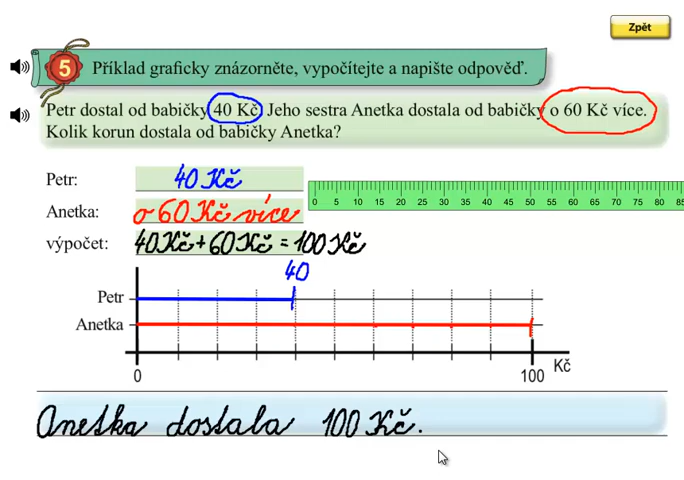 Zpět
5 Příklad graficky znázorněte, vypočítejte a napište odpověď.
Petr dostal od babičky 40 Kč. Jeho sestra Anetka dostala od babičky o 60 Kč více.
Kolik korun dostala od babičky Anetka?
Petr: 40 Kč
Anetka: o 60 Kč více
výpočet: 40 Kč + 60 Kč = 100 Kč
0 5 10 15 20 25 30 35 40 45 50 55 60 65 70 75 80 85
40
Petr
Anetka
Kč
0 100
Anetka dostala 100 Kč.